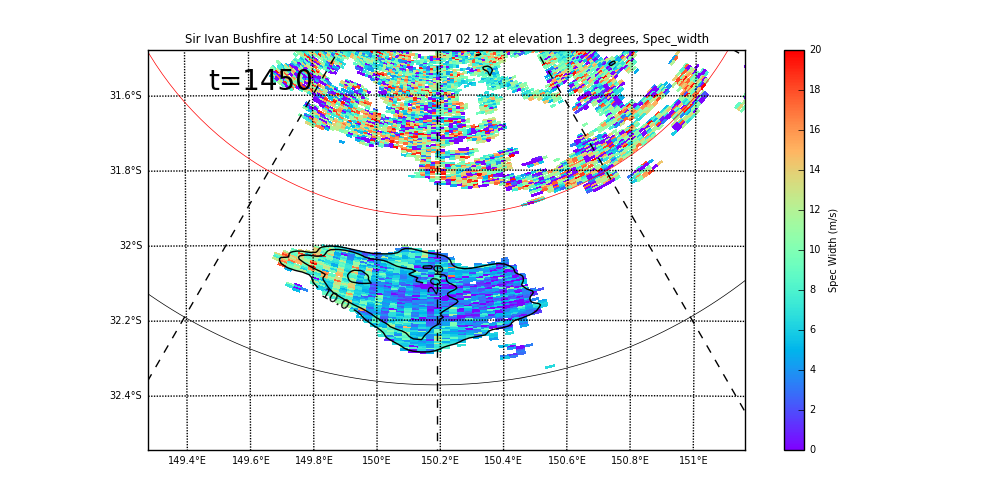 Sir Ivan Bushfire at 14:50 Local Time on 2017 02 12 at elevation 1.3 degrees, Spec_width
t=1450
31.6°S
31.8°S
32°S
32.2°S
32.4°S
10.0
149.4°E 149.6°E 149.8°E 150°E 150.2°E 150.4°E 150.6°E 150.8°E 151°E
20
18
16
14
12
10
8
6
4
2
0
Spec Width (m/s)